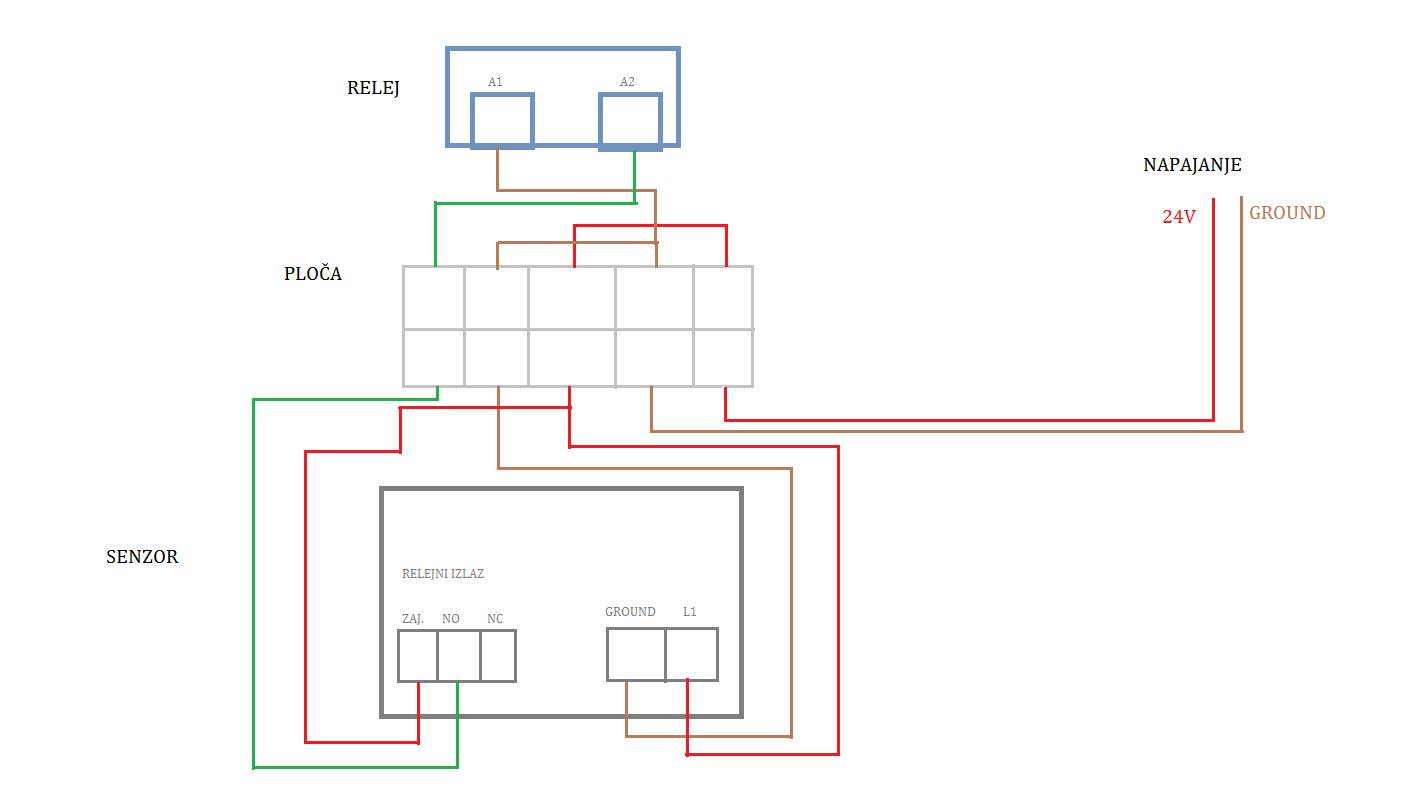 RELEJ
A1
A2
NAPAJANJE
24V
GROUND
PLOČA
SENZOR
RELEJNI IZLAZ
ZAJ.
NO
NC
GROUND
L1